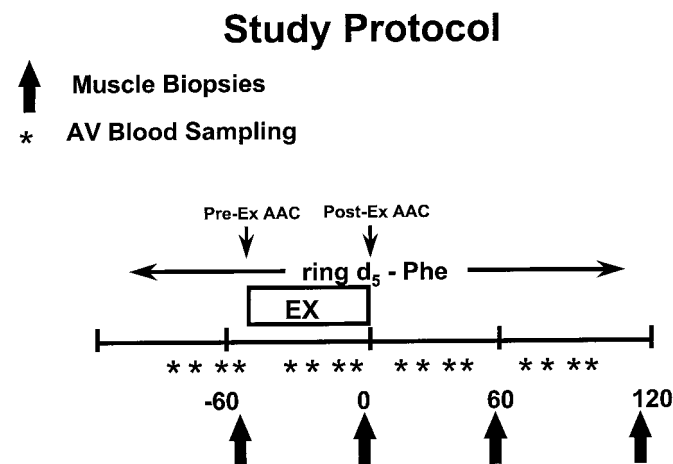 Study Protocol
Muscle Biopsies
* AV Blood Sampling
Pre-Ex AAC Post-Ex AAC
ring d5 - Phe
EX
* * ** * * ** * * ** * * **
-60 0 60 120